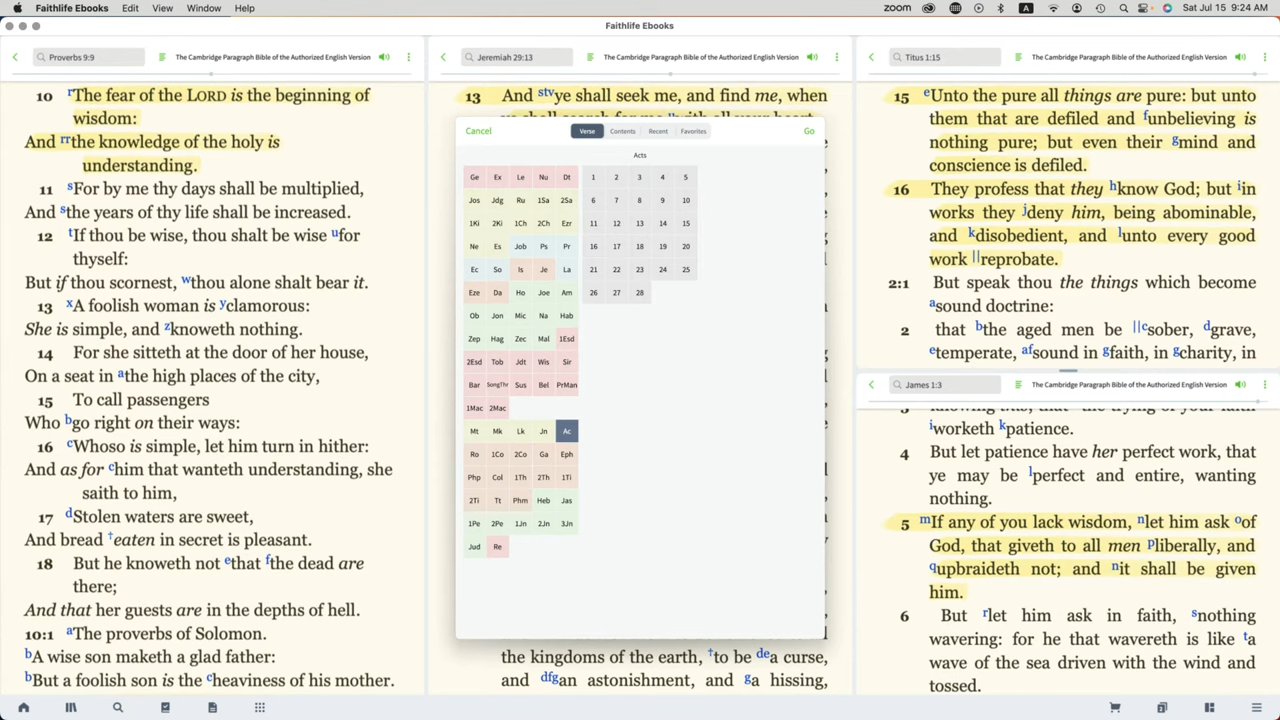 Faithlife Ebooks Edit View Window Help zoom A Sat Jul 15 9:24 AM
Faithlife Ebooks
Proverbs 9:9 The Cambridge Paragraph Bible of the Authorized English Version
10 rThe fear of the LORD is the beginning of
wisdom:
And rrthe knowledge of the holy is
understanding.
11 sFor by me thy days shall be multiplied,
And sthe years of thy life shall be increased.
12 tIf thou be wise, thou shalt be wise ufor
thyself:
But if thou scornest, wthou alone shalt bear it.
13 xA foolish woman is yclamorous:
She is simple, and zknoweth nothing.
14 For she sitteth at the door of her house,
On a seat in athe high places of the city,
15 To call passengers
Who bgo right on their ways:
16 cWhoso is simple, let him turn in hither:
And as for chim that wanteth understanding, she
saith to him,
17 dStolen waters are sweet,
And bread †eaten in secret is pleasant.
18 But he knoweth not ethat fthe dead are
there;
And that her guests are in the depths of hell.
10:1 aThe proverbs of Solomon.
bA wise son maketh a glad father:
bBut a foolish son is the cheaviness of his mother.
Jeremiah 29:13 The Cambridge Paragraph Bible of the Authorized English Version
13 And stvye shall seek me, and find me, when
Cancel Verse Contents Recent Favorites Go
Acts
Ge Ex Le Nu Dt 1 2 3 4 5
Jos Jdg Ru 1Sa 2Sa 6 7 8 9 10
1Ki 2Ki 1Ch 2Ch Ezr 11 12 13 14 15
Ne Es Job Ps Pr 16 17 18 19 20
Ec So Is Je La 21 22 23 24 25
Eze Da Ho Joe Am 26 27 28
Ob Jon Mic Na Hab
Zep Hag Zec Mal 1Esd
2Esd Tob Jdt Wis Sir
Bar SongThr Sus Bel PrMan
1Mac 2Mac
Mt Mk Lk Jn Ac
Ro 1Co 2Co Ga Eph
Php Col 1Th 2Th 1Ti
2Ti Tt Phm Heb Jas
1Pe 2Pe 1Jn 2Jn 3Jn
Jud Re
the kingdoms of the earth, †to be dea curse,
and dfgan astonishment, and ga hissing,
Titus 1:15 The Cambridge Paragraph Bible of the Authorized English Version
15 eUnto the pure all things are pure: but unto
them that are defiled and funbelieving is
nothing pure; but even their gmind and
conscience is defiled.
16 They profess that they hknow God; but iin
works they jdeny him, being abominable,
and kdisobedient, and lunto every good
work ||reprobate.
2:1 But speak thou the things which become
asound doctrine:
2 that bthe aged men be ||csober, dgrave,
etemperate, afsound in gfaith, in gcharity, in
James 1:3 The Cambridge Paragraph Bible of the Authorized English Version
iworketh kpatience.
4 But let patience have her perfect work, that
ye may be lperfect and entire, wanting
nothing.
5 mIf any of you lack wisdom, nlet him ask oof
God, that giveth to all men pliberally, and
qupbraideth not; and nit shall be given
him.
6 But rlet him ask in faith, snothing
wavering: for he that wavereth is like ta
wave of the sea driven with the wind and
tossed.